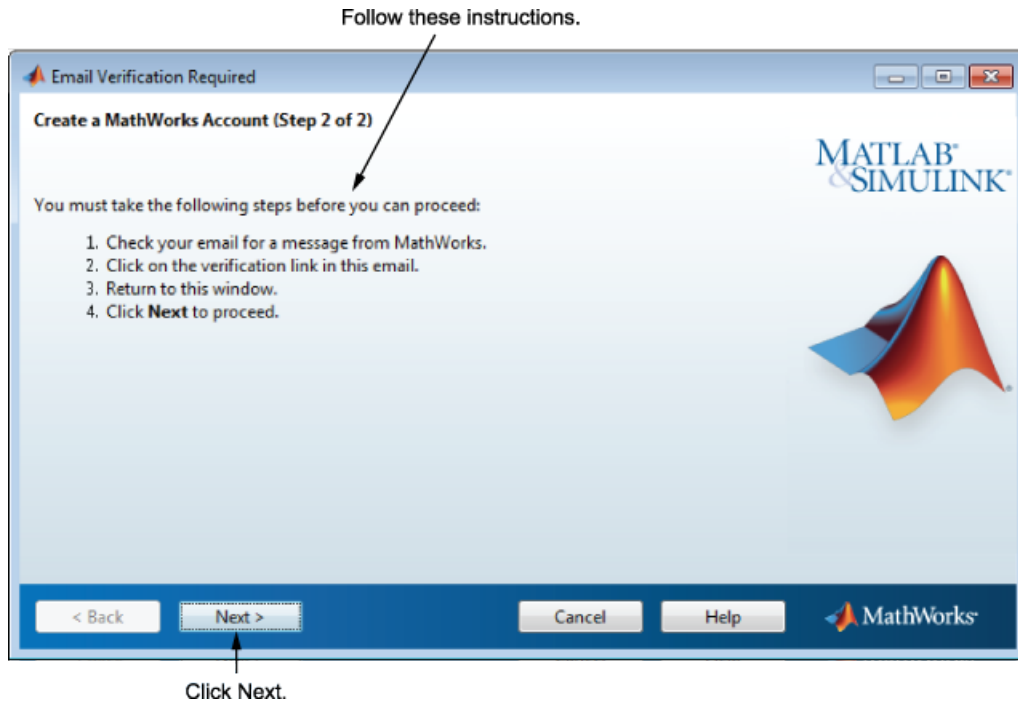 Follow these instructions.
Email Verification Required
Create a MathWorks Account (Step 2 of 2)
MATLAB®
&SIMULINK®
You must take the following steps before you can proceed:
1. Check your email for a message from MathWorks.
2. Click on the verification link in this email.
3. Return to this window.
4. Click Next to proceed.
®
< Back Next > Cancel Help MathWorks®
Click Next.